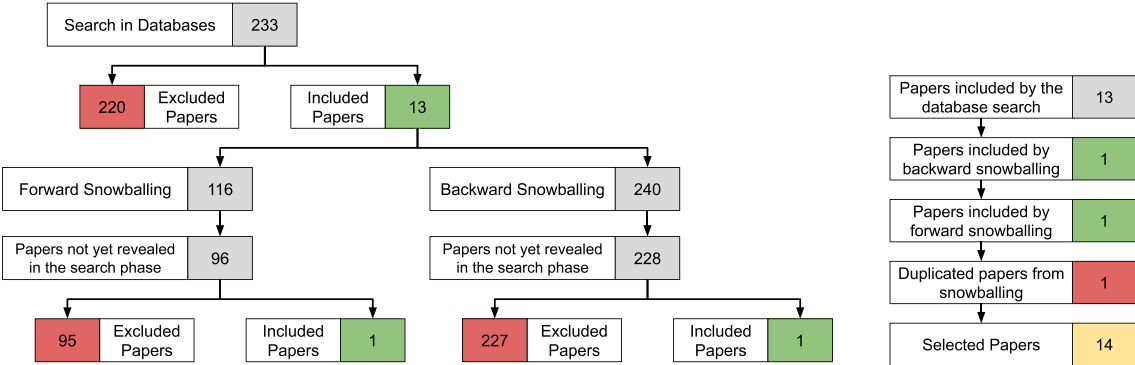 Search in Databases
233
220
Excluded
Papers
Included
Papers
13
Forward Snowballing
116
Backward Snowballing
240
Papers not yet revealed
in the search phase
96
Papers not yet revealed
in the search phase
228
95
Excluded
Papers
Included
Papers
1
227
Excluded
Papers
Included
Papers
1
Papers included by the
database search
13
Papers included by
backward snowballing
1
Papers included by
forward snowballing
1
Duplicated papers from
snowballing
1
Selected Papers
14